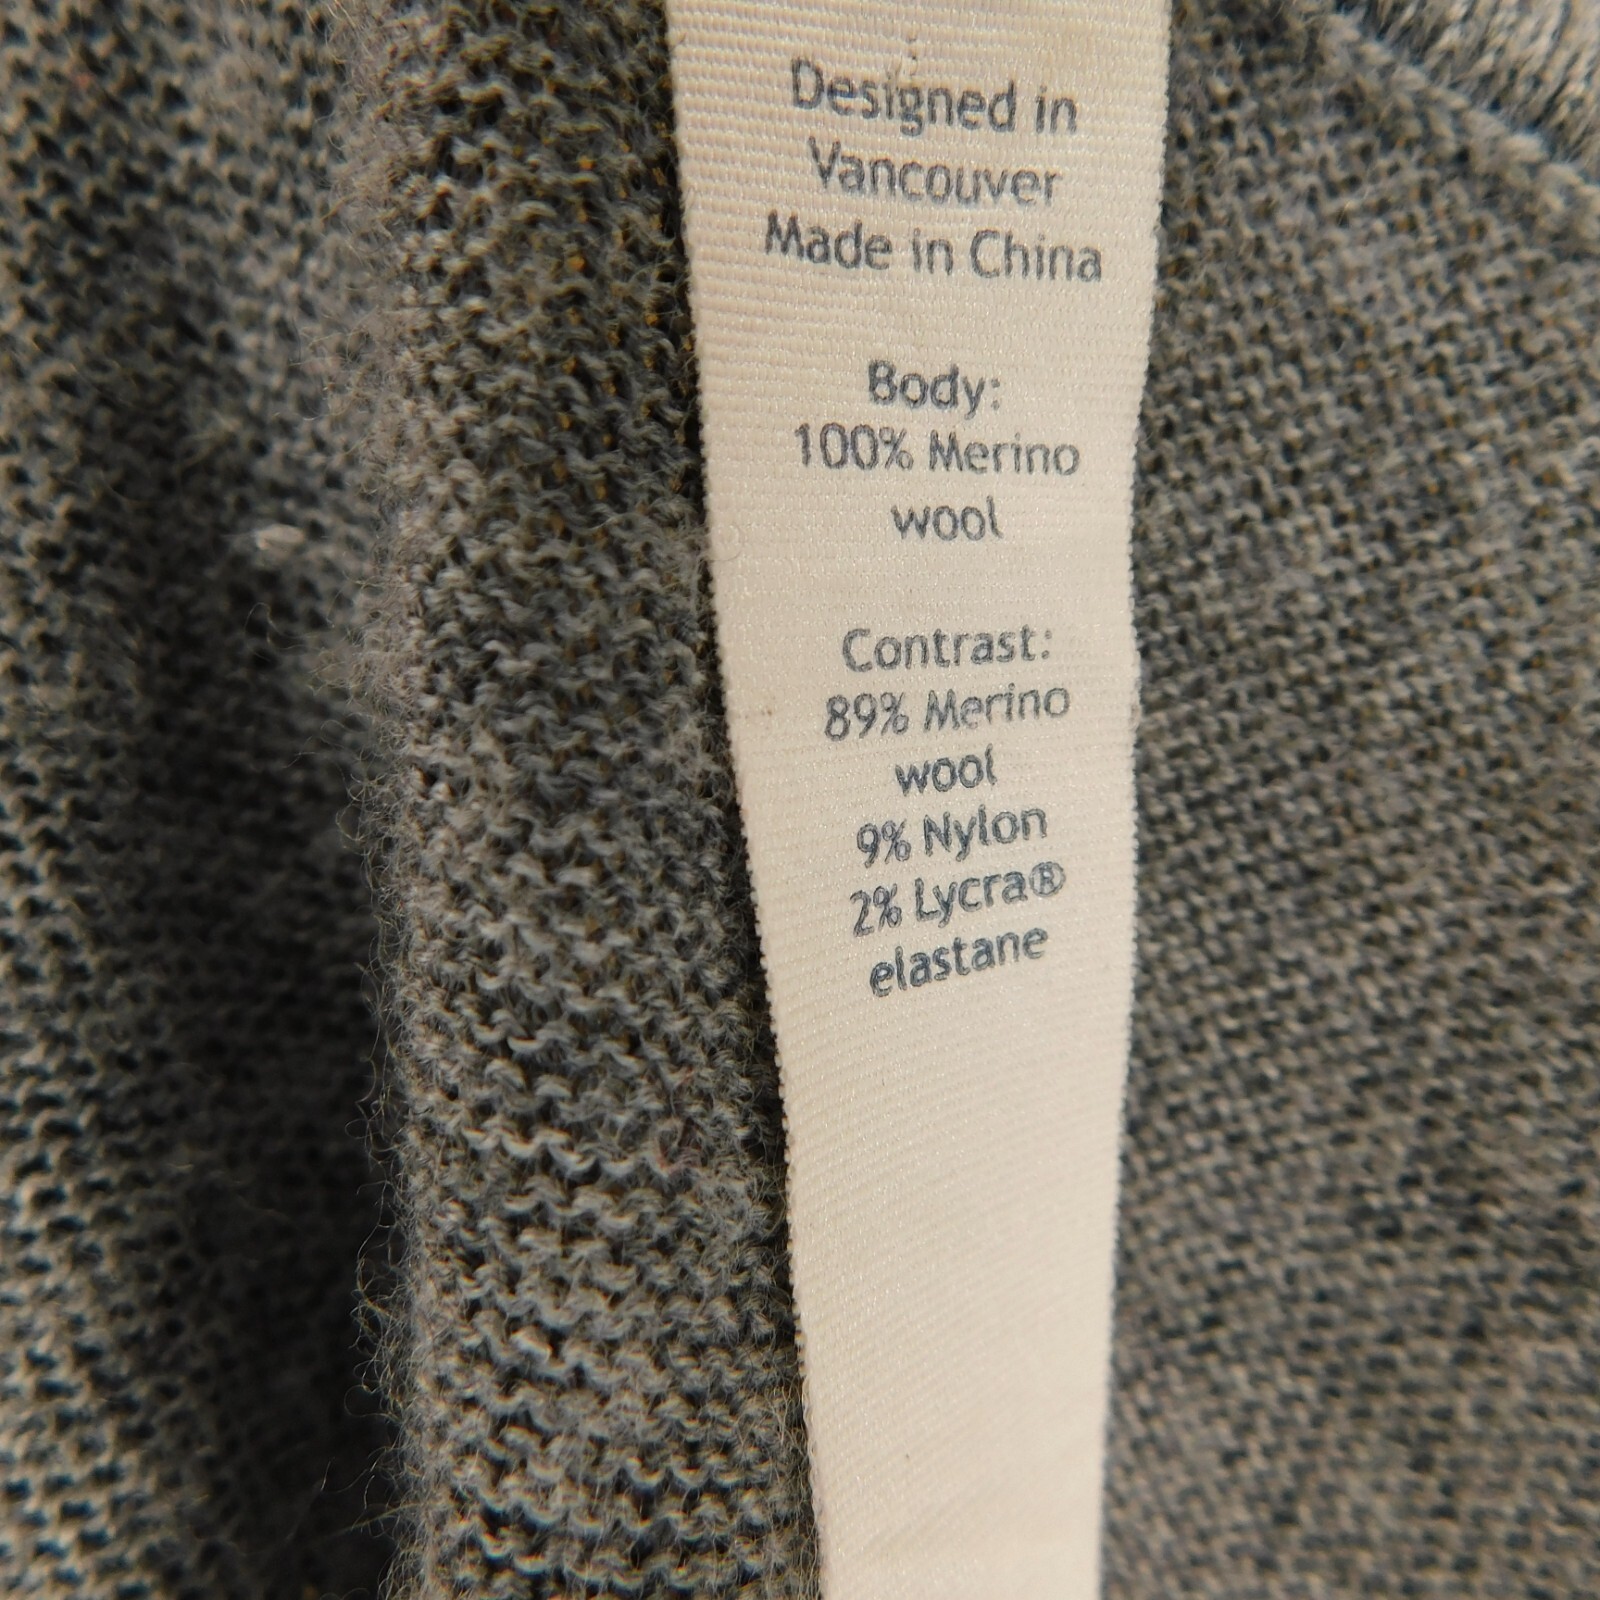 Designed in
Vancouver
Made in China
Body:
100% Merino
wool
Contrast:
89% Merino
wool
9% Nylon
2% Lycra®
elastane